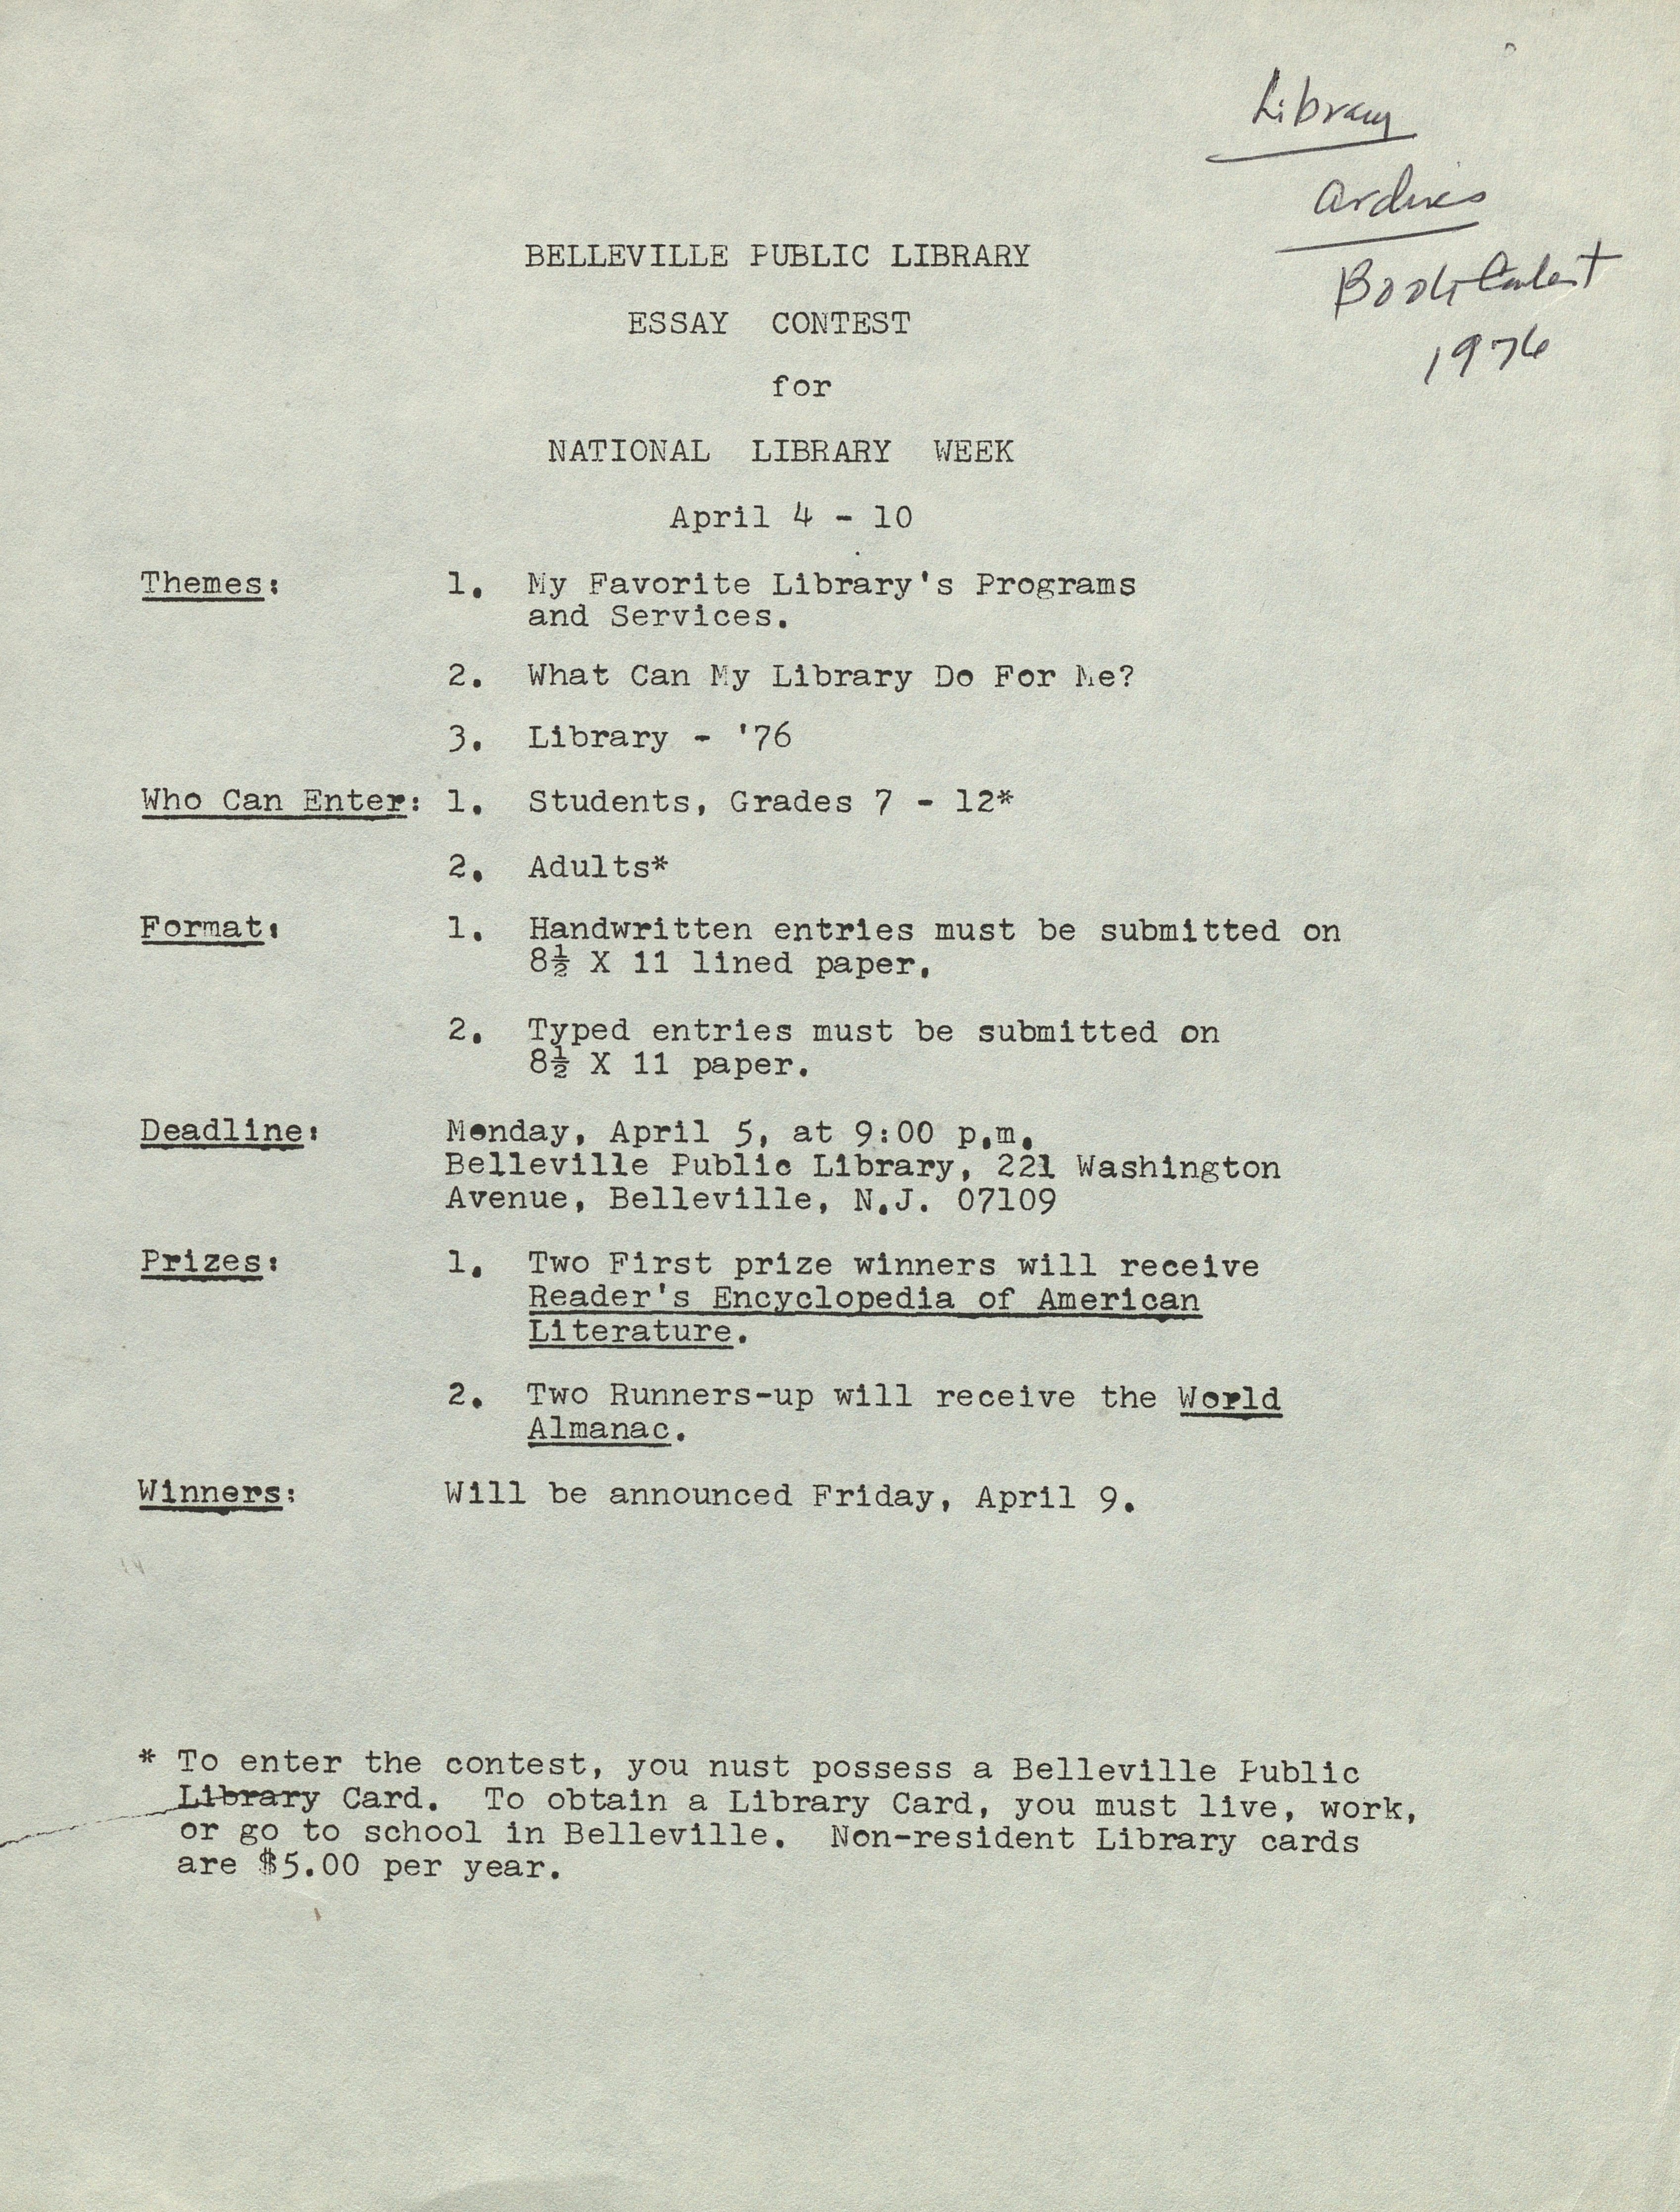 Library
Archives
Book Contest
1976
BELLEVILLE PUBLIC LIBRARY
ESSAY CONTEST
for
NATIONAL LIBRARY WEEK
April 4 - 10
Themes: 1. My Favorite Library's Programs
and Services.
2. What Can My Library Do For Me?
3. Library - '76
Who Can Enter: 1. Students, Grades 7 - 12*
2. Adults*
Format: 1. Handwritten entries must be submitted on
8½ X 11 lined paper.
2. Typed entries must be submitted on
8½ X 11 paper.
Deadline: Monday, April 5, at 9:00 p.m.
Belleville Public Library, 221 Washington
Avenue, Belleville, N.J. 07109
Prizes: 1. Two First prize winners will receive
Reader's Encyclopedia of American
Literature.
2. Two Runners-up will receive the World
Almanac.
Winners: Will be announced Friday, April 9.
* To enter the contest, you nust possess a Belleville Public
Library Card. To obtain a Library Card, you must live, work,
or go to school in Belleville. Non-resident Library cards
are $5.00 per year.